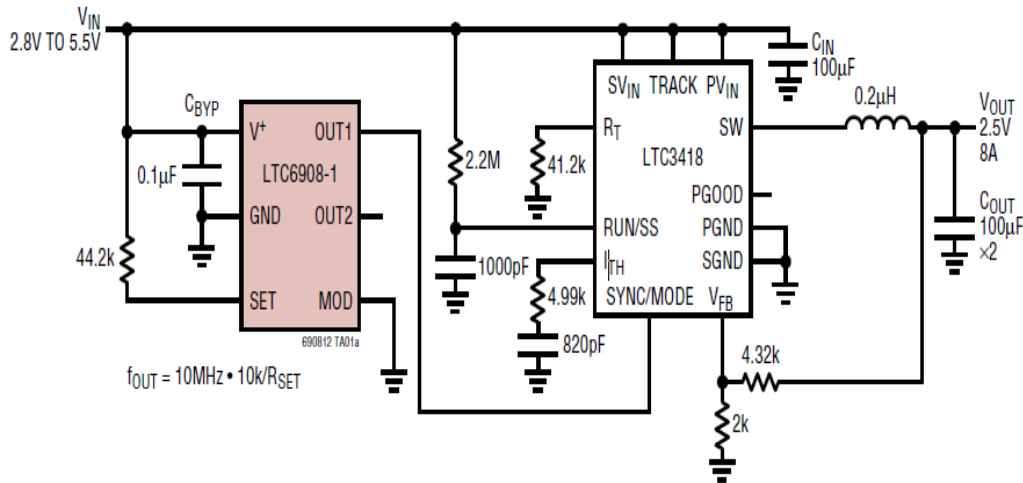 VIN
2.8V TO 5.5V
CBYP
0.1µF
44.2k
V+
OUT1
LTC6908-1
GND
OUT2
SET
MOD
690812 TA01a
fOUT = 10MHz • 10k/RSET
2.2M
1000pF
41.2k
4.99k
820pF
SVIN TRACK PVIN
RT
SW
LTC3418
PGOOD
RUN/SS
PGND
ITH
SGND
SYNC/MODE VFB
CIN
100µF
0.2µH
VOUT
2.5V
8A
COUT
100µF
×2
4.32k
2k